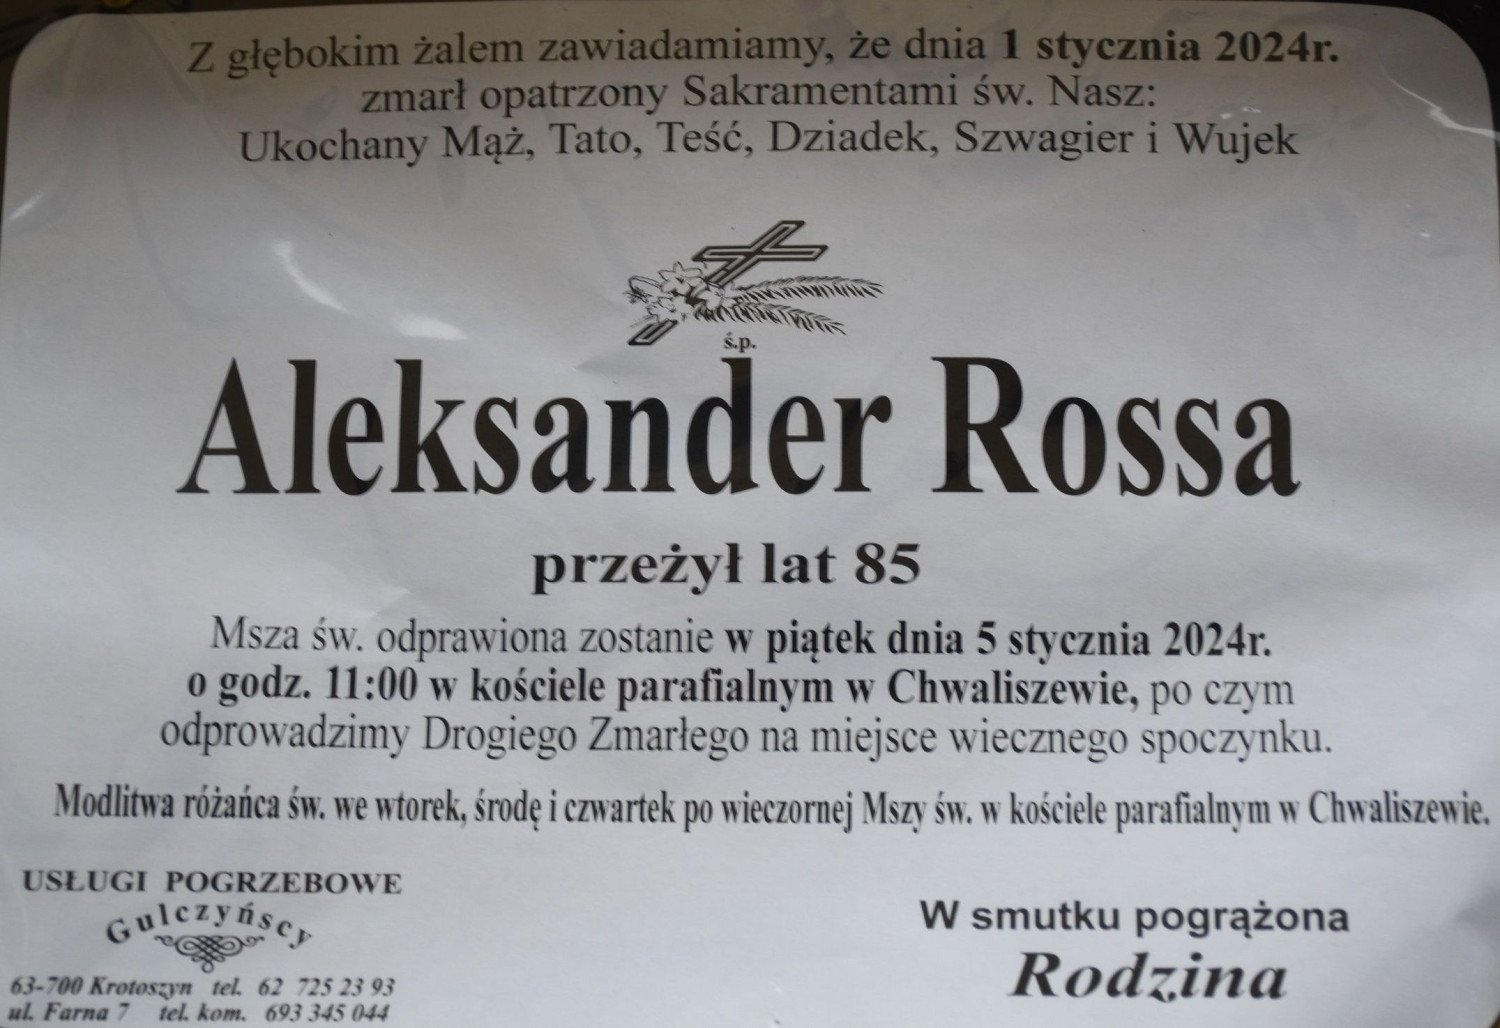 Z głębokim żalem zawiadamiamy, że dnia 1 stycznia 2024r.
zmarł opatrzony Sakramentami św. Nasz:
Ukochany Mąż, Tato, Teść, Dziadek, Szwagier i Wujek
ś.p.
Aleksander Rossa
przeżył lat 85
Msza św. odprawiona zostanie w piątek dnia 5 stycznia 2024r.
o godz. 11:00 w kościele parafialnym w Chwaliszewie, po czym
odprowadzimy Drogiego Zmarłego na miejsce wiecznego spoczynku.
Modlitwa różańca św. we wtorek, środę i czwartek po wieczornej Mszy św. w kościele parafialnym w Chwaliszewie.
USŁUGI POGRZEBOWE
Gulczyńscy
63-700 Krotoszyn tel. 62 725 23 93
ul. Farna 7 tel. kom. 693 345 044
W smutku pogrążona
Rodzina